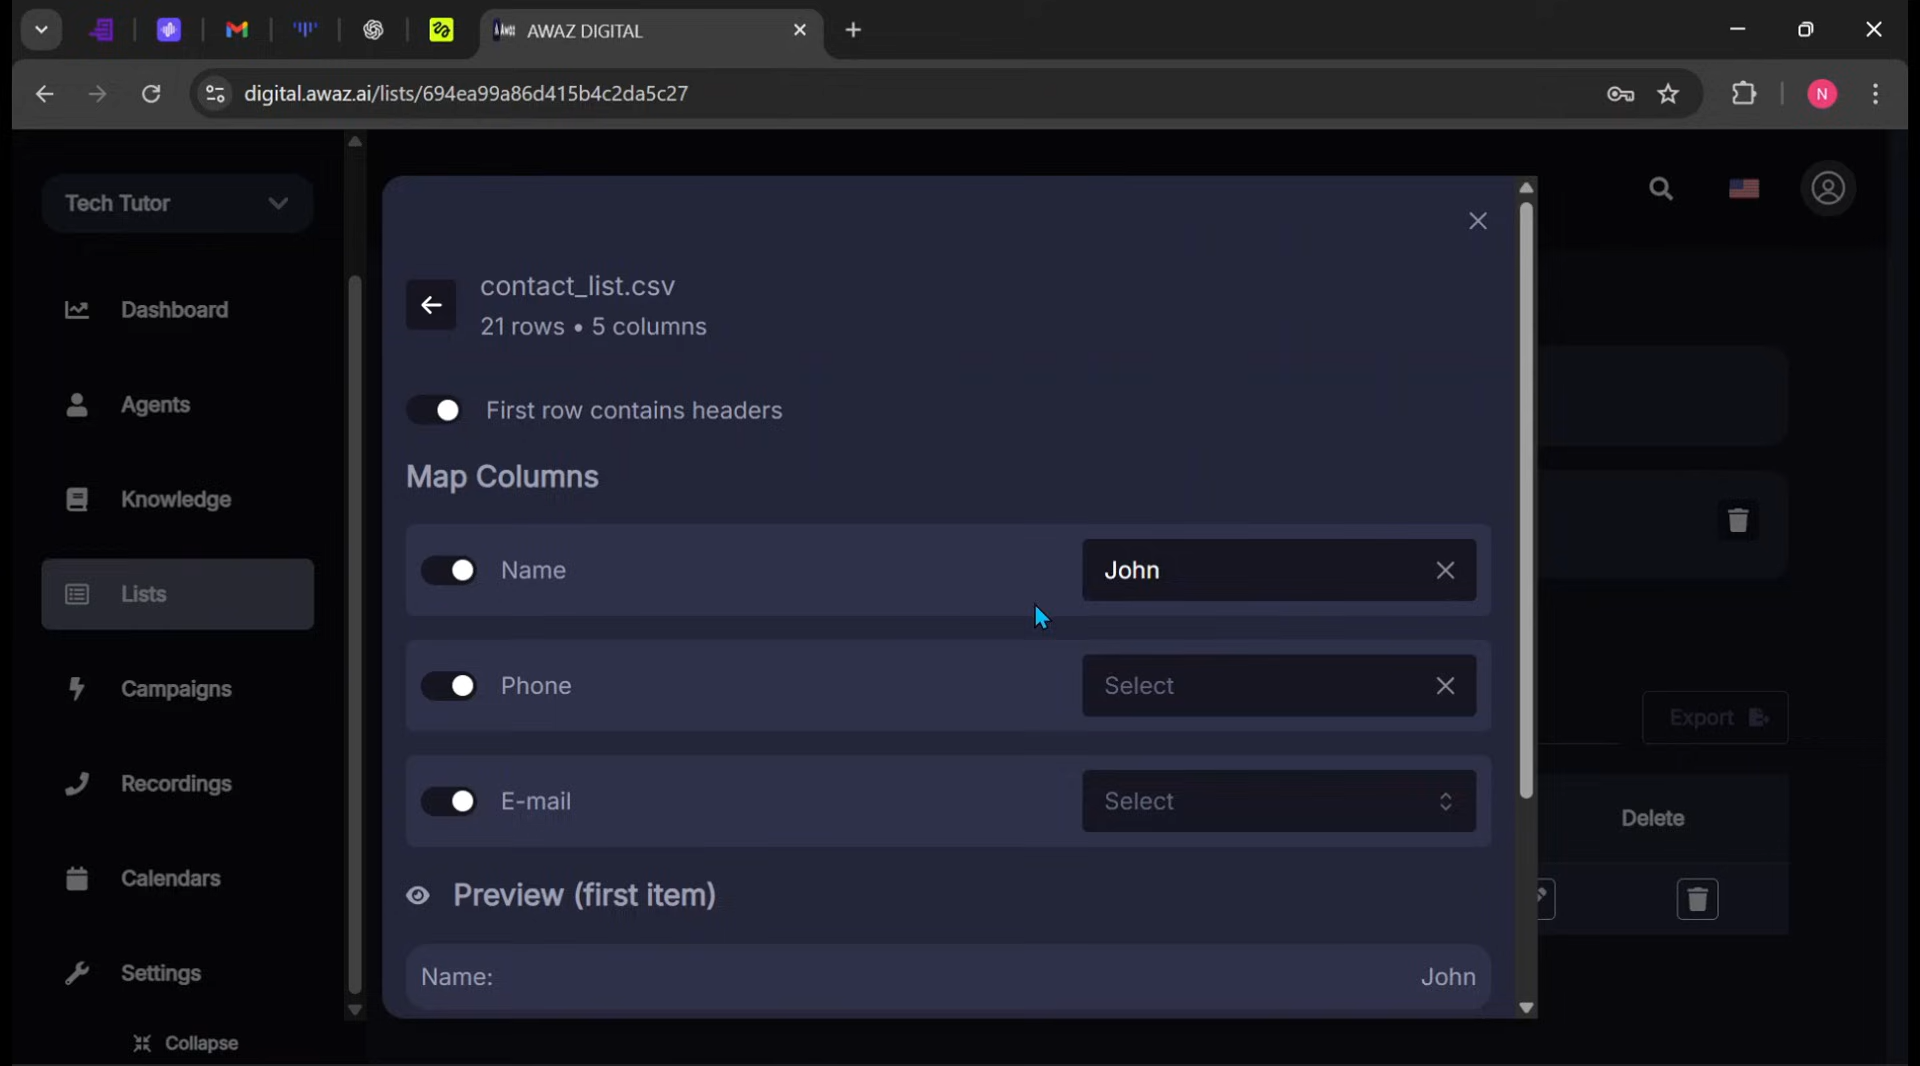 AWAZ DIGITAL
digital.awaz.ai/lists/694ea99a86d415b4c2da5c27
N
Tech Tutor
Dashboard
Agents
Knowledge
Lists
Campaigns
Recordings
Calendars
Settings
Collapse
contact_list.csv
21 rows • 5 columns
First row contains headers
Map Columns
Name
John
Phone
Select
E-mail
Select
Preview (first item)
Name:
John
Export
Delete